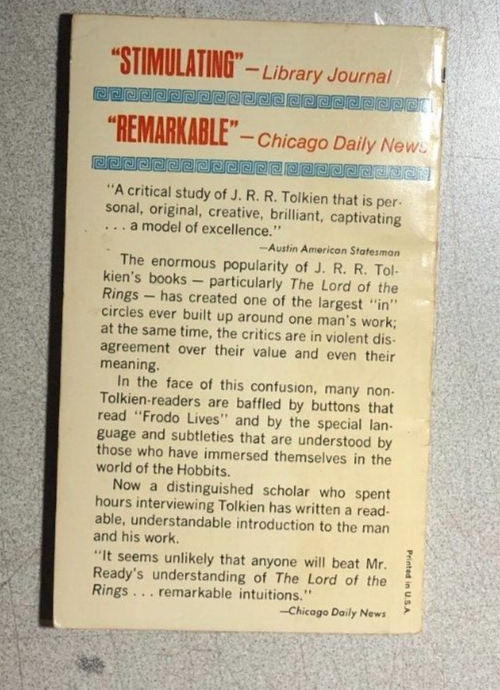 "STIMULATING" — Library Journal
"REMARKABLE" — Chicago Daily News
"A critical study of J. R. R. Tolkien that is per-
sonal, original, creative, brilliant, captivating
. . . a model of excellence."
—Austin American Statesman
The enormous popularity of J. R. R. Tol-
kien's books — particularly The Lord of the
Rings — has created one of the largest "in"
circles ever built up around one man's work;
at the same time, the critics are in violent dis-
agreement over their value and even their
meaning.
In the face of this confusion, many non-
Tolkien-readers are baffled by buttons that
read "Frodo Lives" and by the special lan-
guage and subtleties that are understood by
those who have immersed themselves in the
world of the Hobbits.
Now a distinguished scholar who spent
hours interviewing Tolkien has written a read-
able, understandable introduction to the man
and his work.
"It seems unlikely that anyone will beat Mr.
Ready's understanding of The Lord of the
Rings . . . remarkable intuitions."
—Chicago Daily News
Printed in U.S.A.